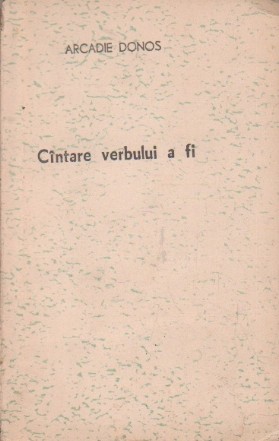 ARCADIE DONOS
Cîntare verbului a fi